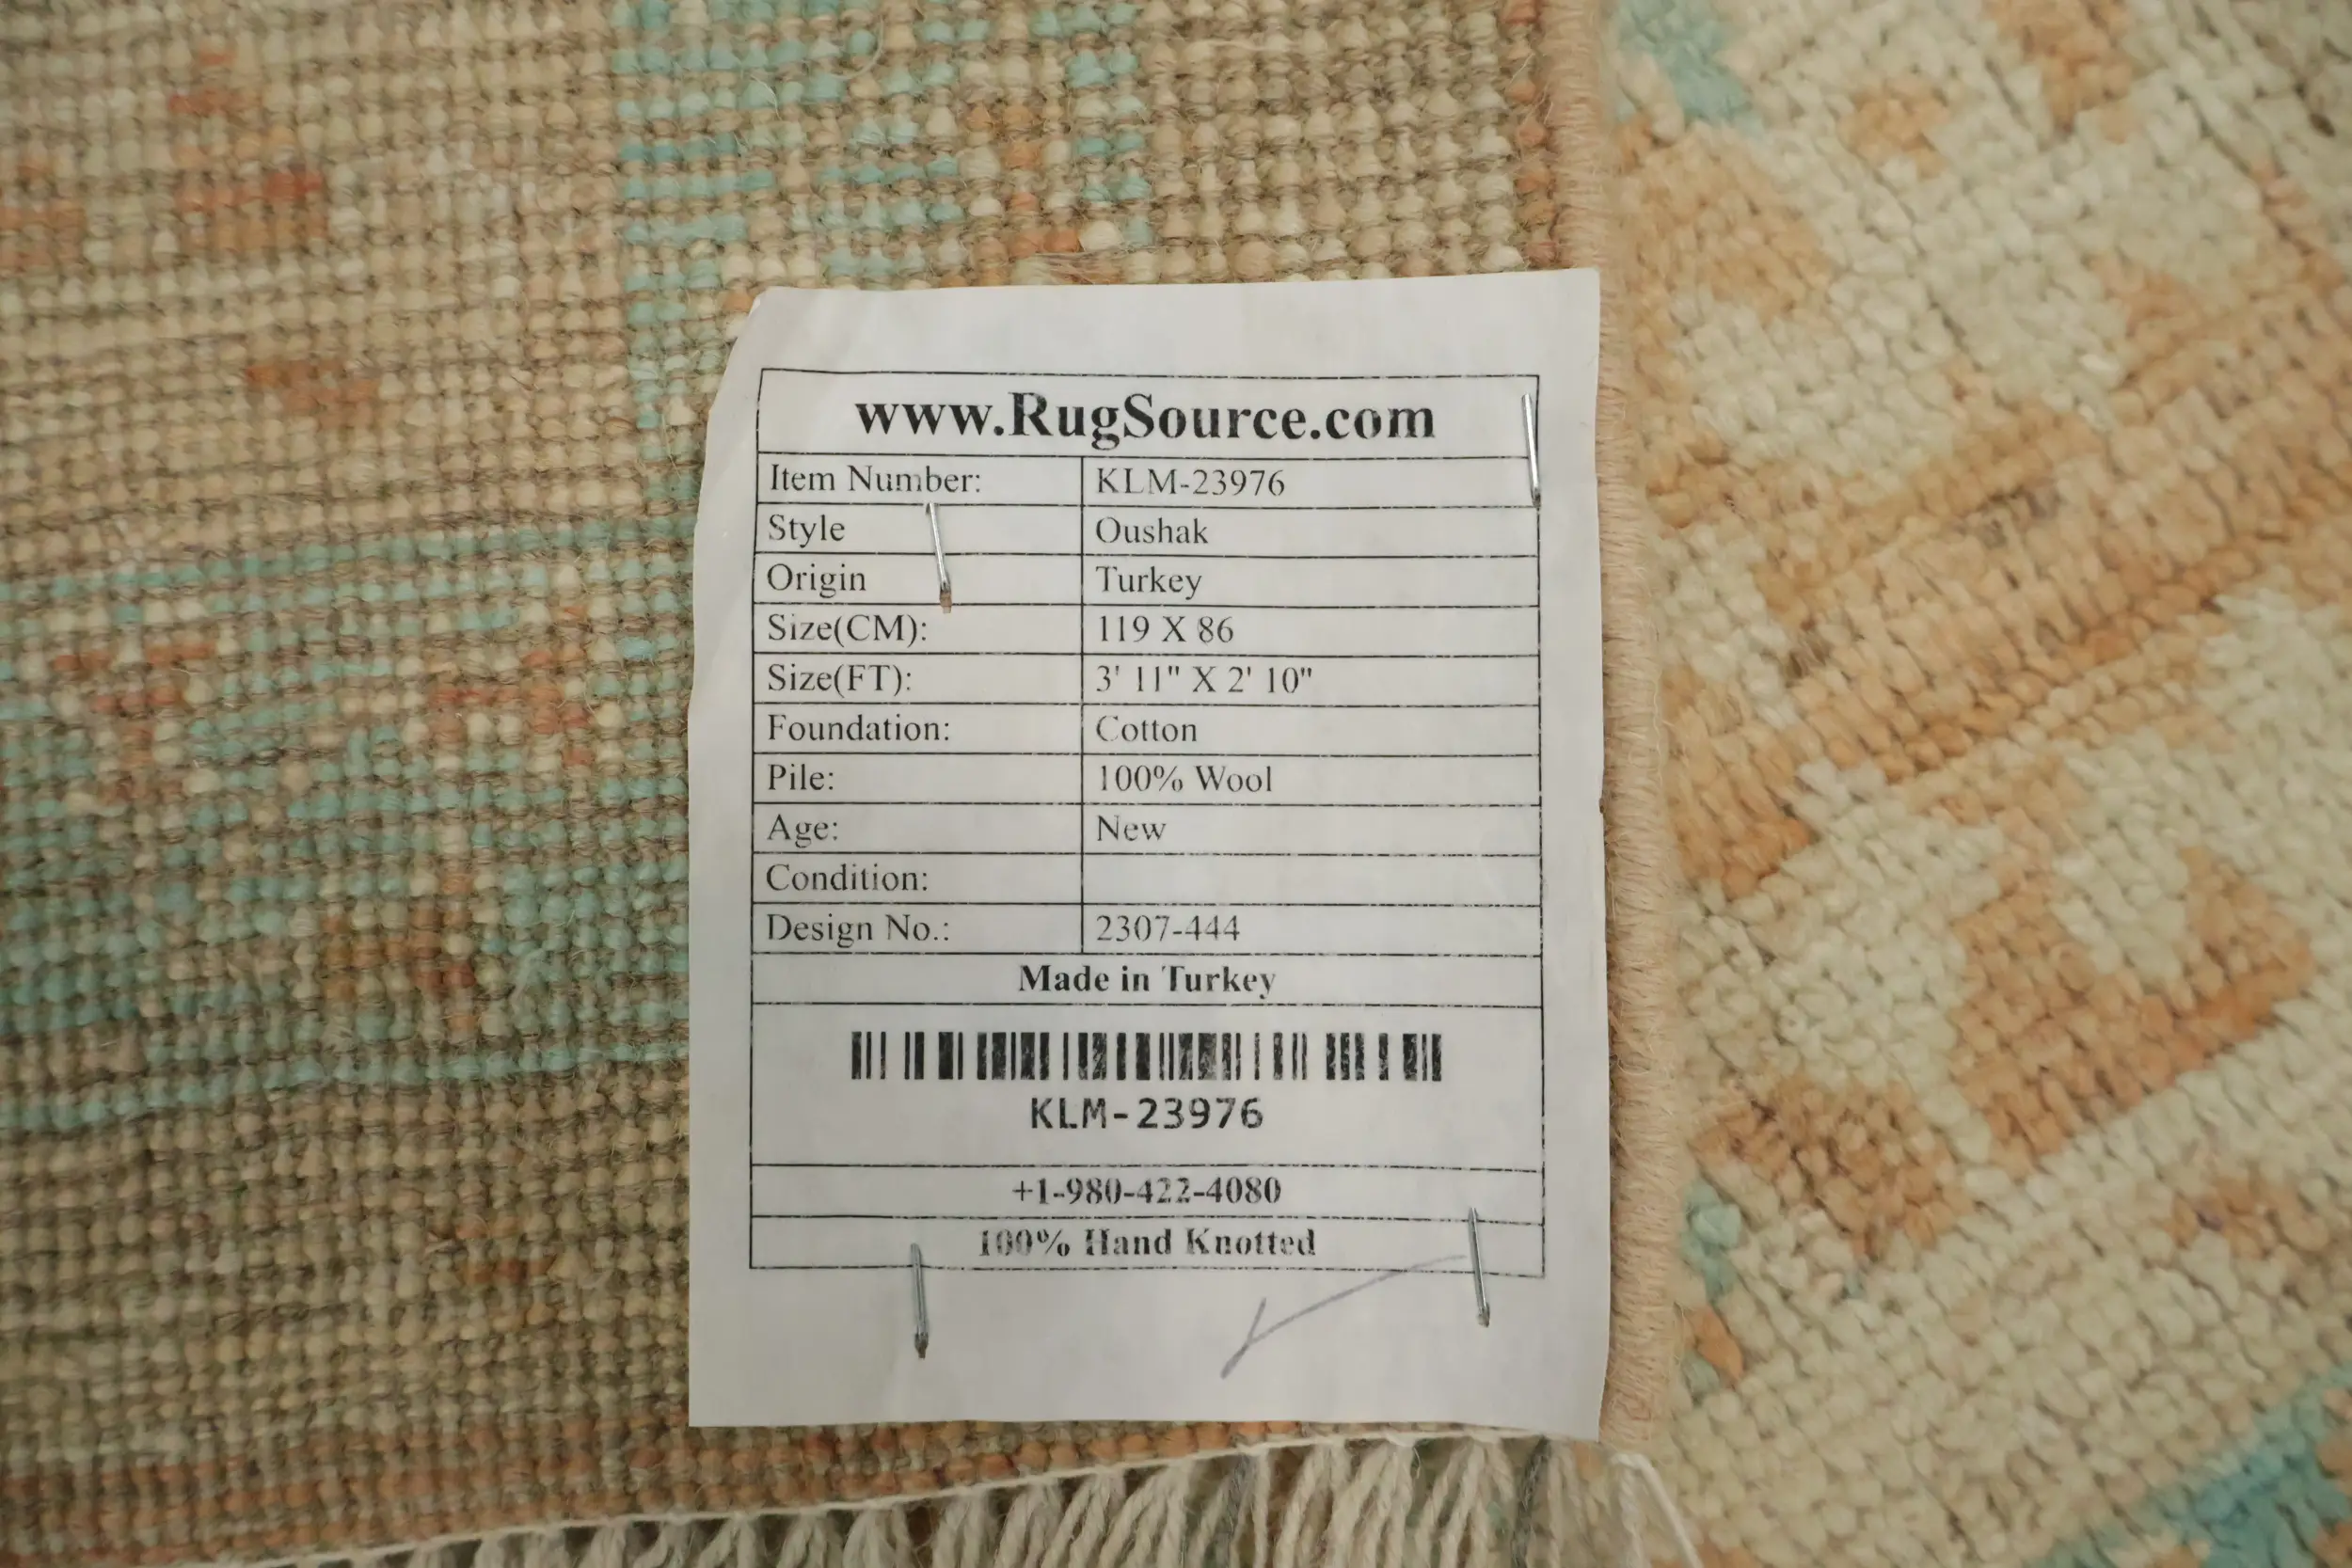 www.RugSource.com
Item Number: KLM-23976
Style Oushak
Origin Turkey
Size(CM): 119 X 86
Size(FT): 3' 11" X 2' 10"
Foundation: Cotton
Pile: 100% Wool
Age: New
Condition:
Design No.: 2307-444
Made in Turkey
KLM-23976
+1-980-422-4080
100% Hand Knotted